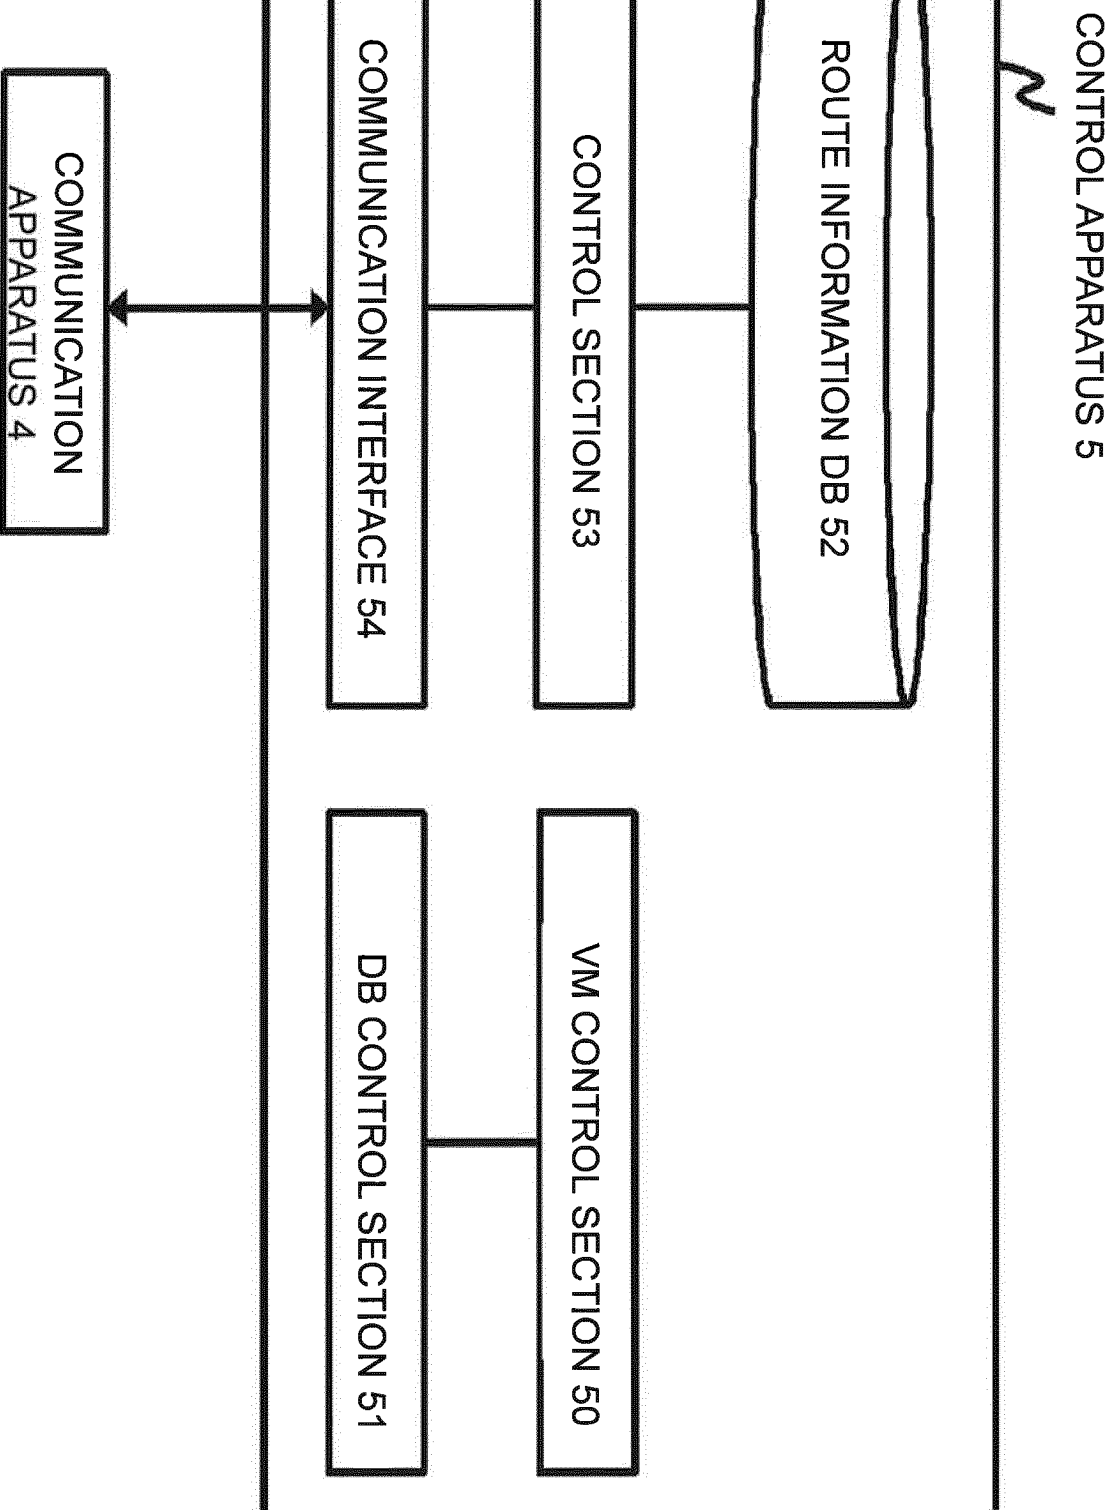 CONTROL APPARATUS 5
ROUTE INFORMATION DB 52
CONTROL SECTION 53
VM CONTROL SECTION 50
COMMUNICATION INTERFACE 54
DB CONTROL SECTION 51
COMMUNICATION
APPARATUS 4